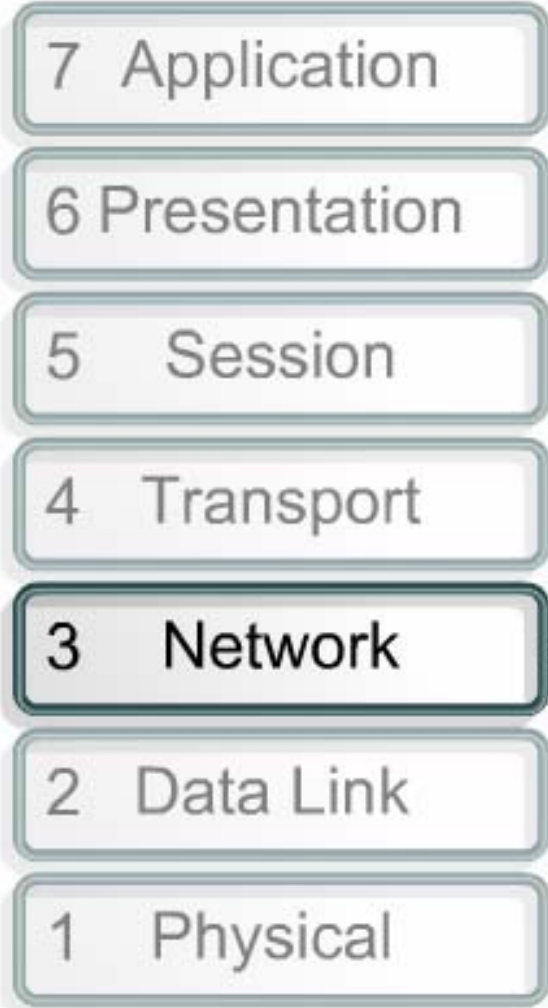 7 Application
6 Presentation
5 Session
4 Transport
3 Network
2 Data Link
1 Physical